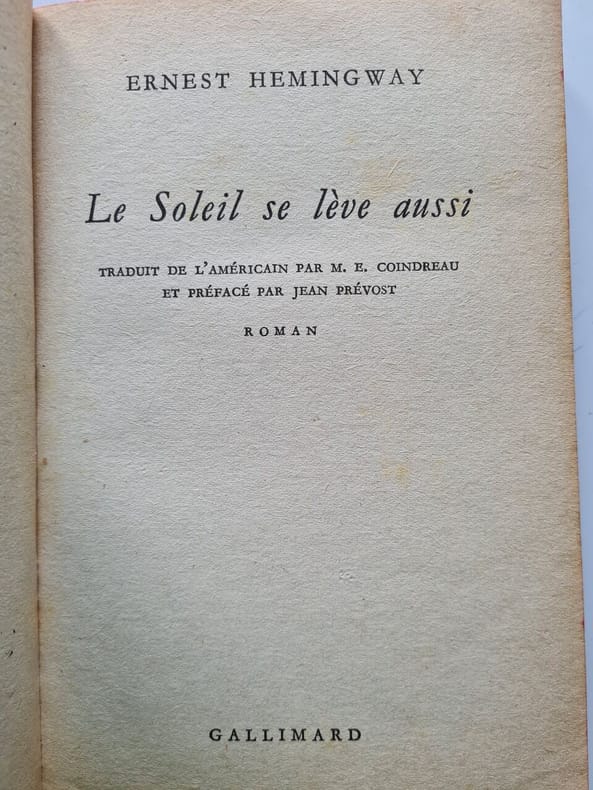 ERNEST HEMINGWAY
Le Soleil se lève aussi
TRADUIT DE L'AMÉRICAIN PAR M. E. COINDREAU
ET PRÉFACÉ PAR JEAN PRÉVOST
ROMAN
GALLIMARD